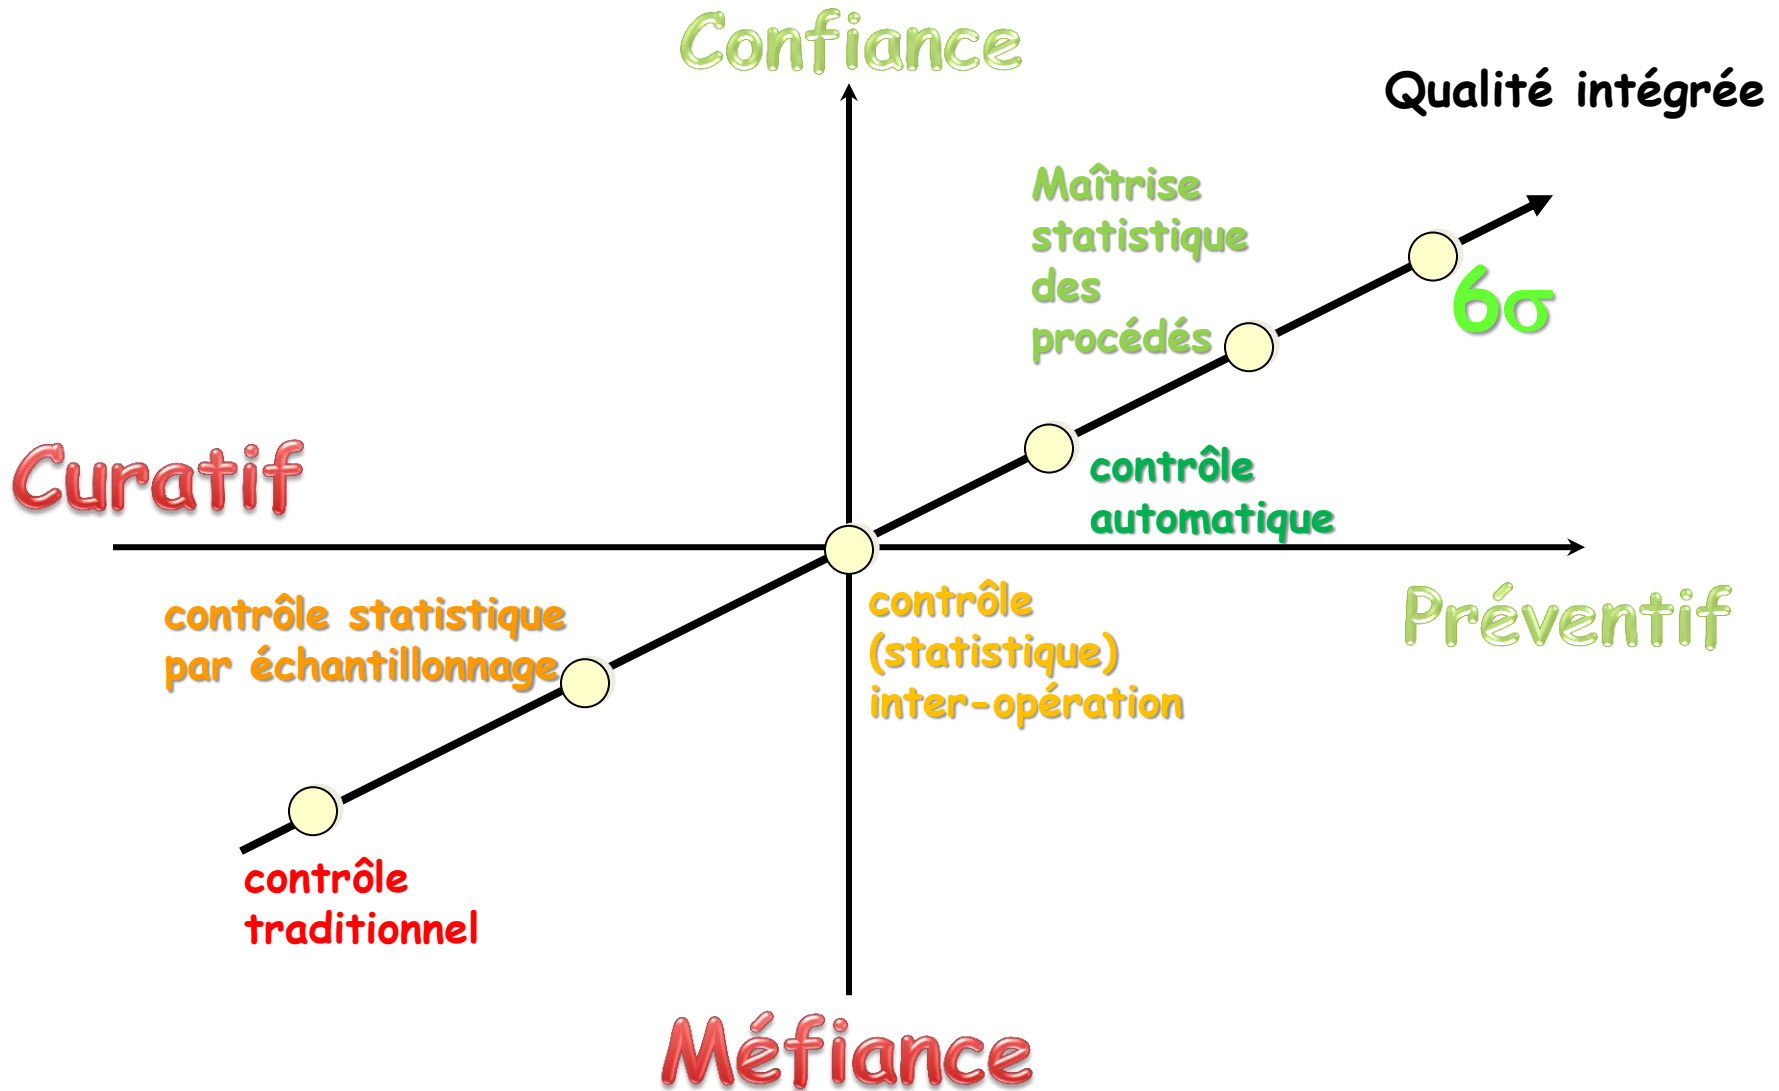 Confiance
Qualité intégrée
Maîtrise
statistique
des
procédés
6σ
Curatif
contrôle
automatique
contrôle statistique
par échantillonnage
contrôle
(statistique)
inter-opération
Préventif
contrôle
traditionnel
Méfiance